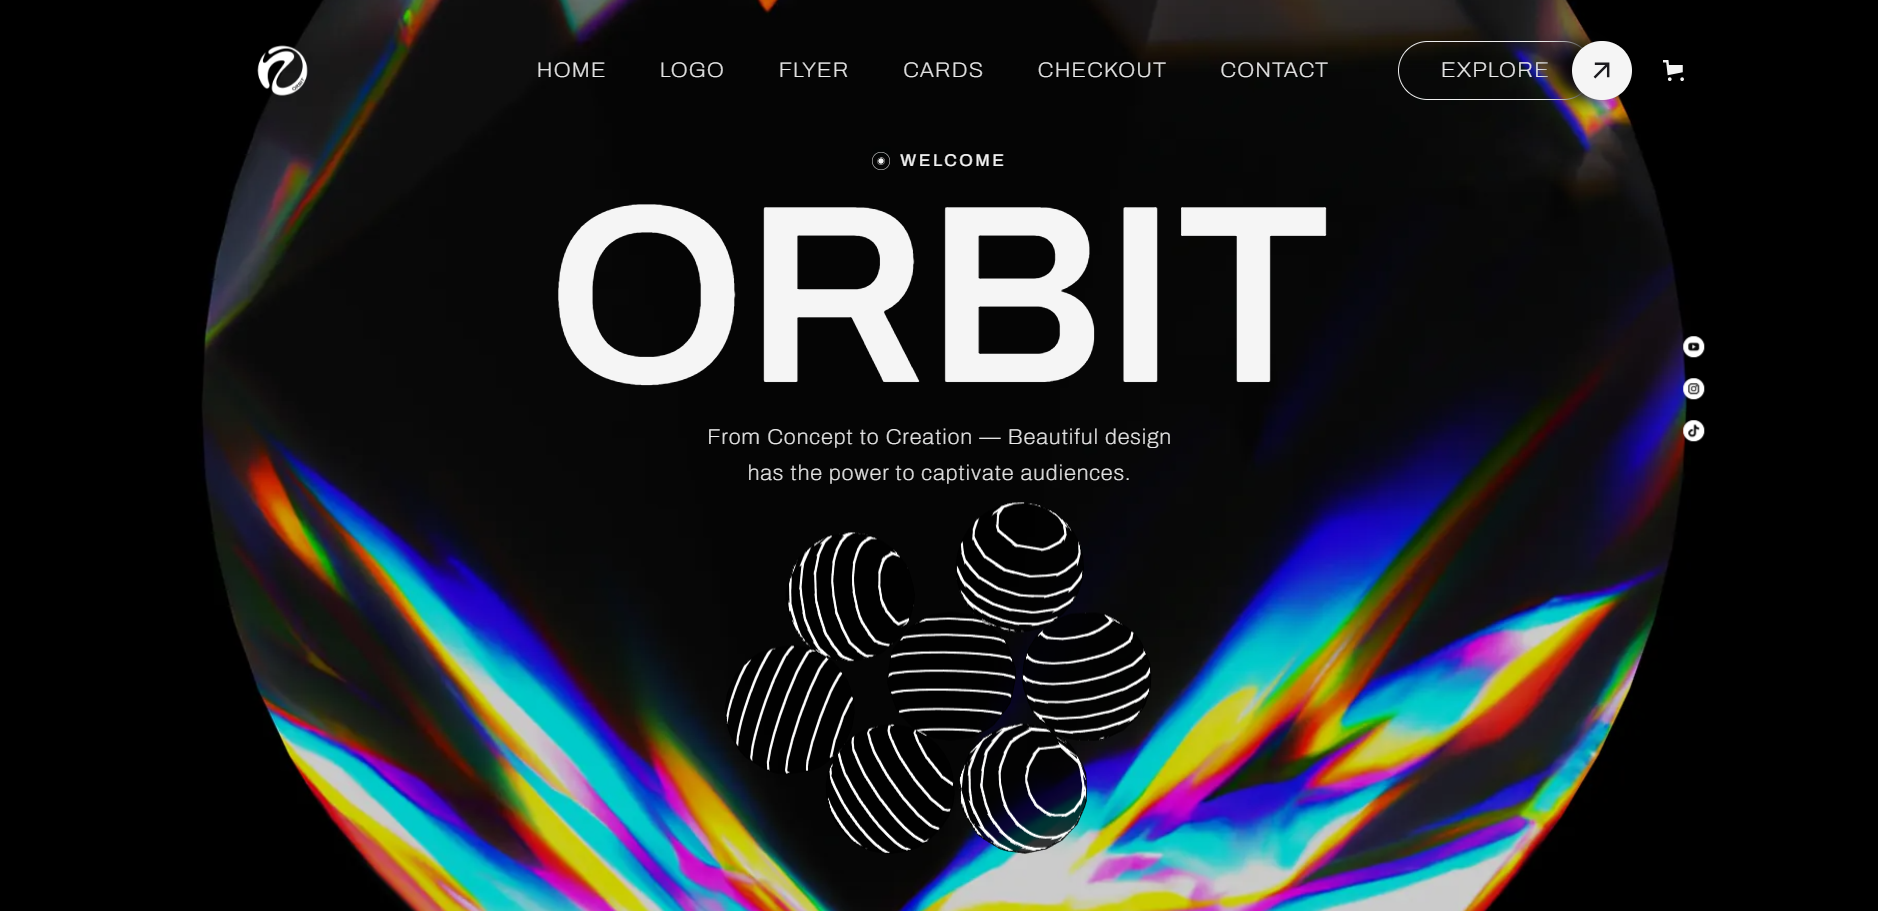 HOME LOGO FLYER CARDS CHECKOUT CONTACT EXPLORE
WELCOME
ORBIT
From Concept to Creation — Beautiful design
has the power to captivate audiences.